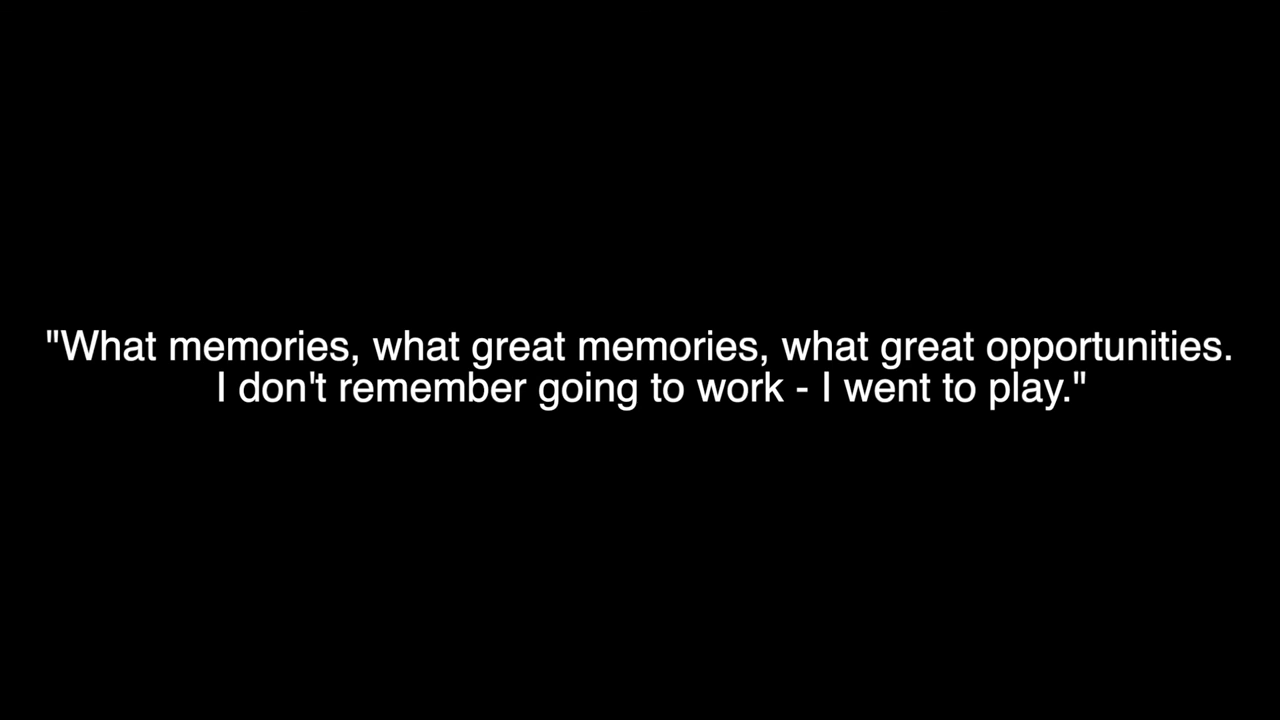 "What memories, what great memories, what great opportunities.
I don't remember going to work - I went to play."